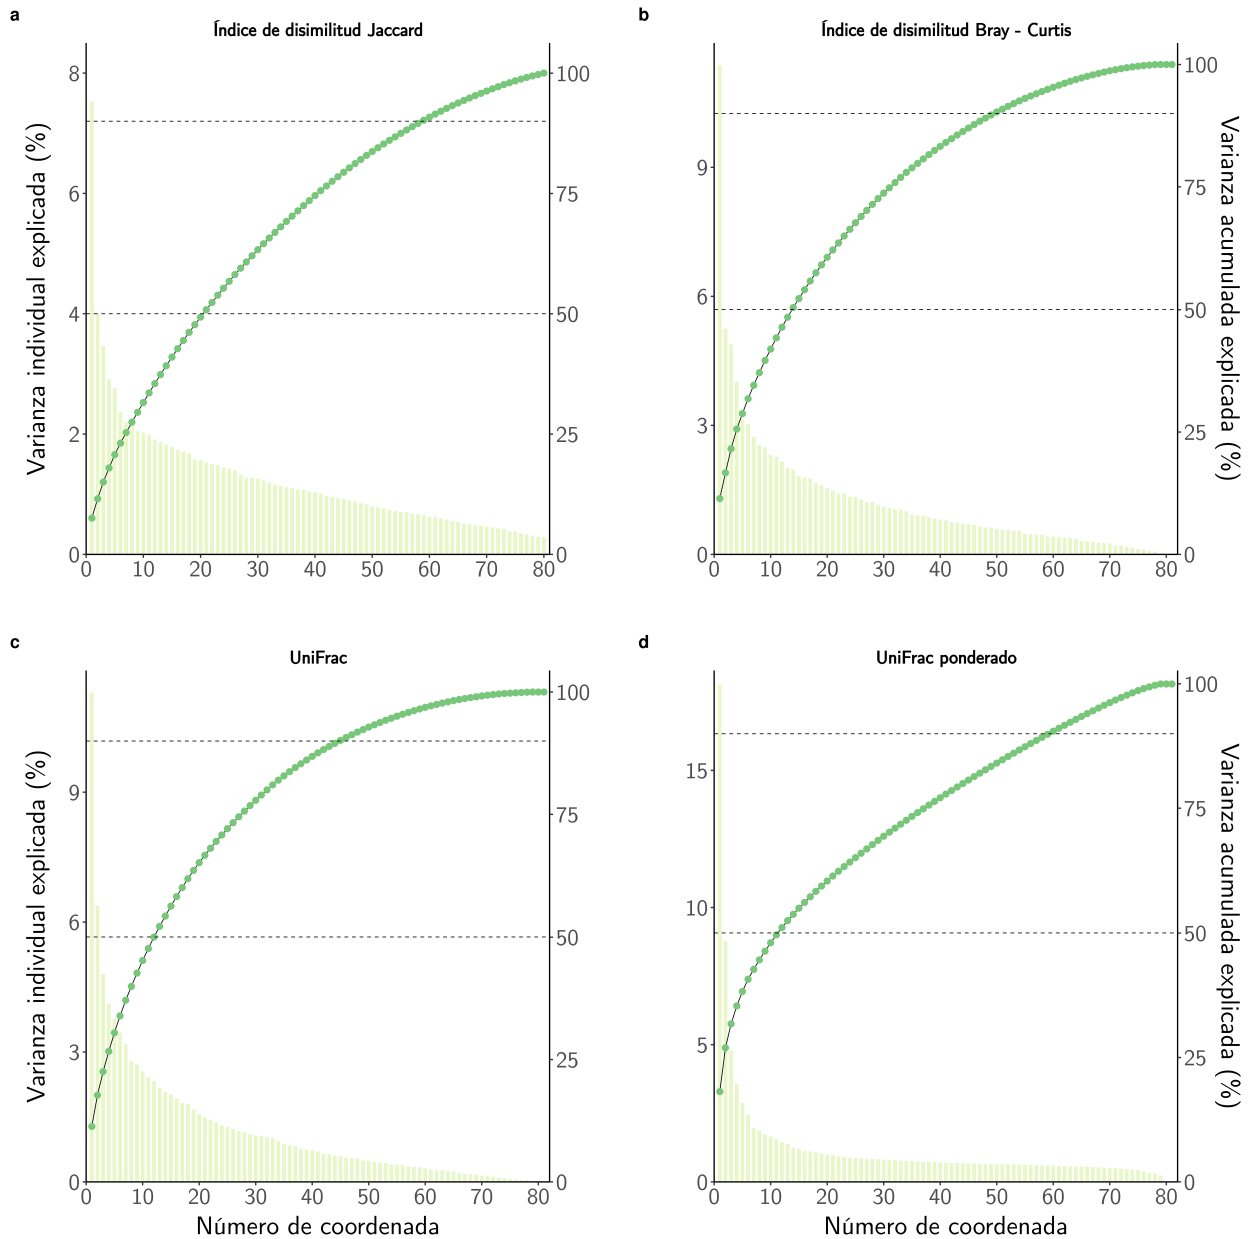 a
Índice de disimilitud Jaccard
Varianza individual explicada (%)
8
6
4
2
0
100
75
50
25
0
0 10 20 30 40 50 60 70 80
b
Índice de disimilitud Bray - Curtis
9
6
3
0
100
75
50
25
0
Varianza acumulada explicada (%)
0 10 20 30 40 50 60 70 80
c
UniFrac
Varianza individual explicada (%)
9
6
3
0
100
75
50
25
0
0 10 20 30 40 50 60 70 80
Número de coordenada
d
UniFrac ponderado
15
10
5
0
100
75
50
25
0
Varianza acumulada explicada (%)
0 10 20 30 40 50 60 70 80
Número de coordenada